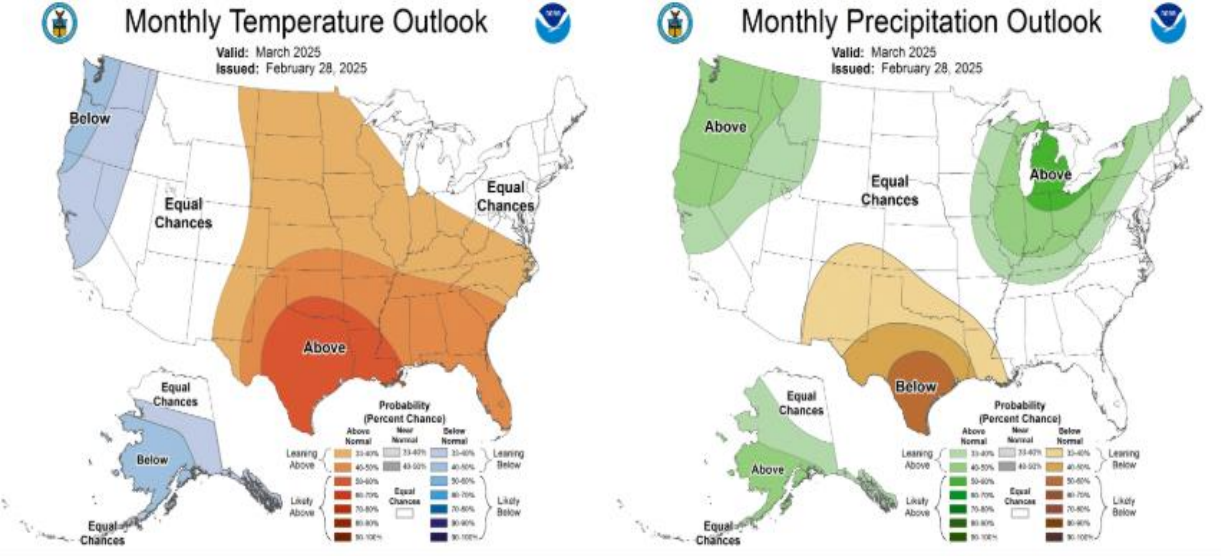 Monthly Temperature Outlook
Valid: March 2025
Issued: February 28, 2025
Below
Equal
Chances
Equal
Chances
Above
Equal
Chances
Below
Equal
Chances
Probability
(Percent Chance)
Above Normal
Near Normal
Below Normal
Leaning Above
33-40% 33-40% 33-40%
40-50% 40-50% 40-50%
Leaning Below
Likely Above
50-60% 50-60%
60-70% 60-70%
70-80% 70-80%
80-90% 80-90%
90-100% 90-100%
Equal Chances
Likely Below
Monthly Precipitation Outlook
Valid: March 2025
Issued: February 28, 2025
Above
Equal
Chances
Above
Below
Equal
Chances
Above
Equal
Chances
Probability
(Percent Chance)
Above Normal
Near Normal
Below Normal
Leaning Above
33-40% 33-40% 33-40%
40-50% 40-50% 40-50%
Leaning Below
Likely Above
50-60% 50-60%
60-70% 60-70%
70-80% 70-80%
80-90% 80-90%
90-100% 90-100%
Equal Chances
Likely Below